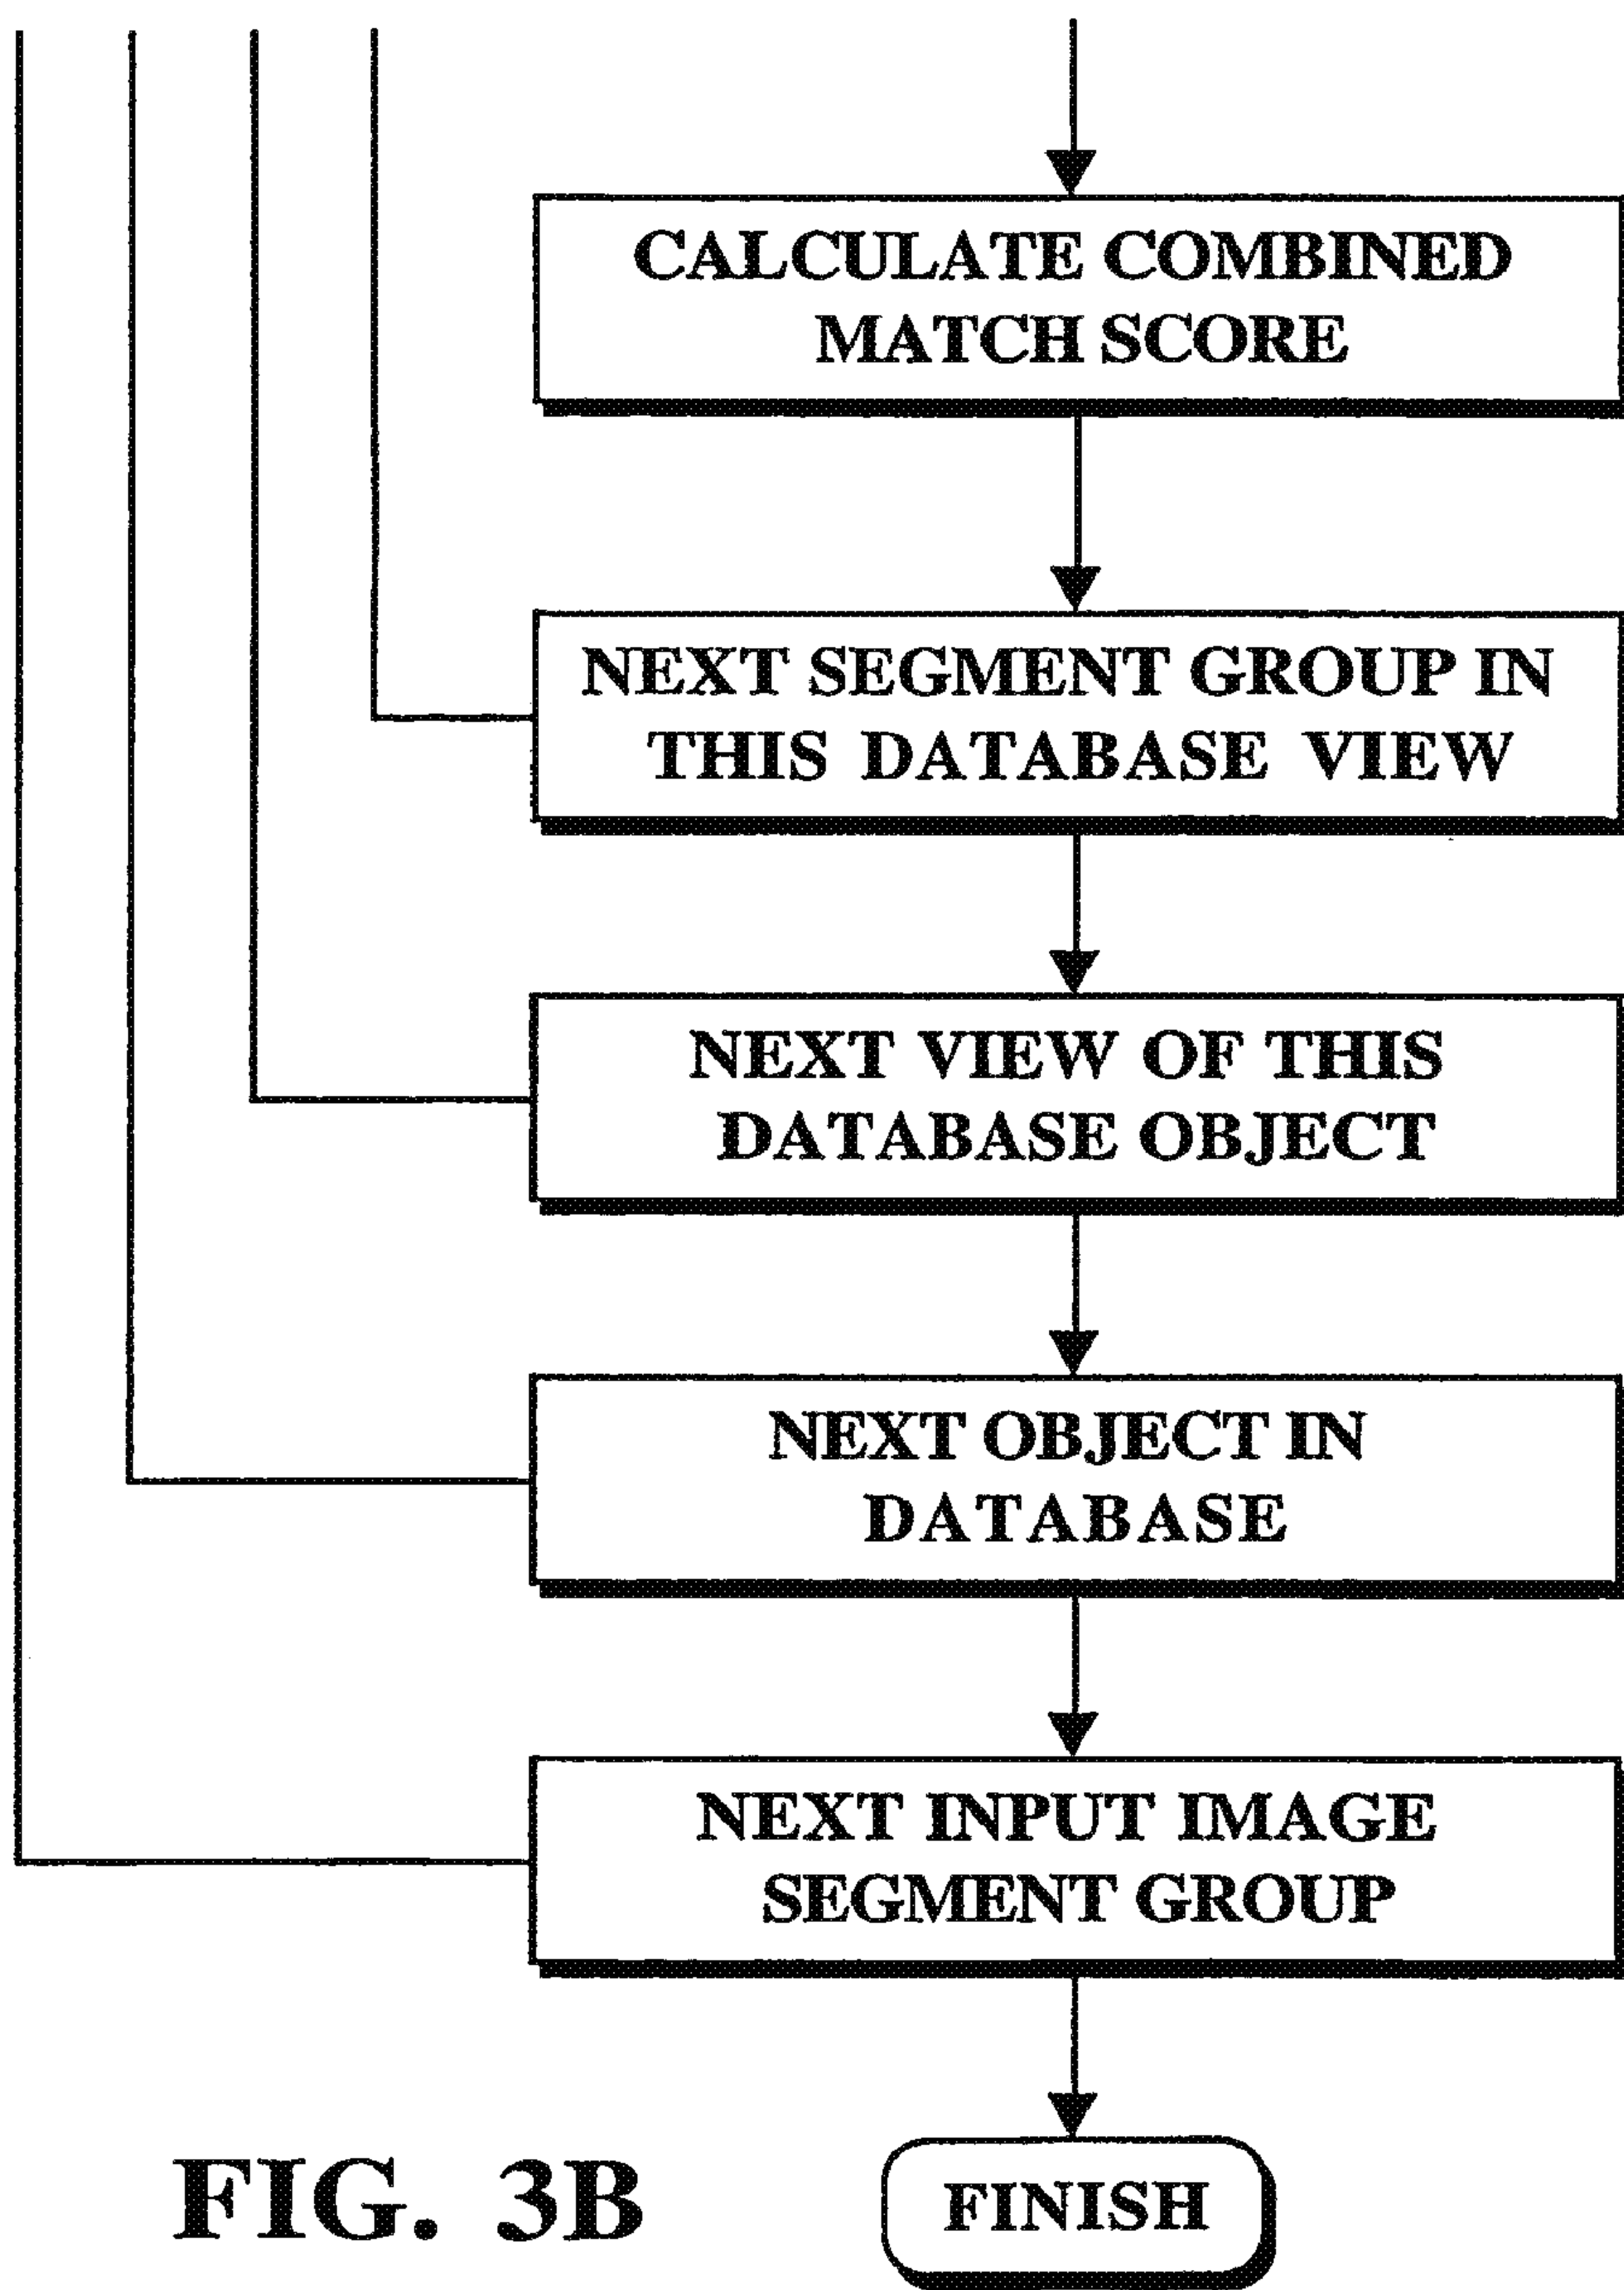 CALCULATE COMBINED
MATCH SCORE
NEXT SEGMENT GROUP IN
THIS DATABASE VIEW
NEXT VIEW OF THIS
DATABASE OBJECT
NEXT OBJECT IN
DATABASE
NEXT INPUT IMAGE
SEGMENT GROUP
FINISH
FIG. 3B